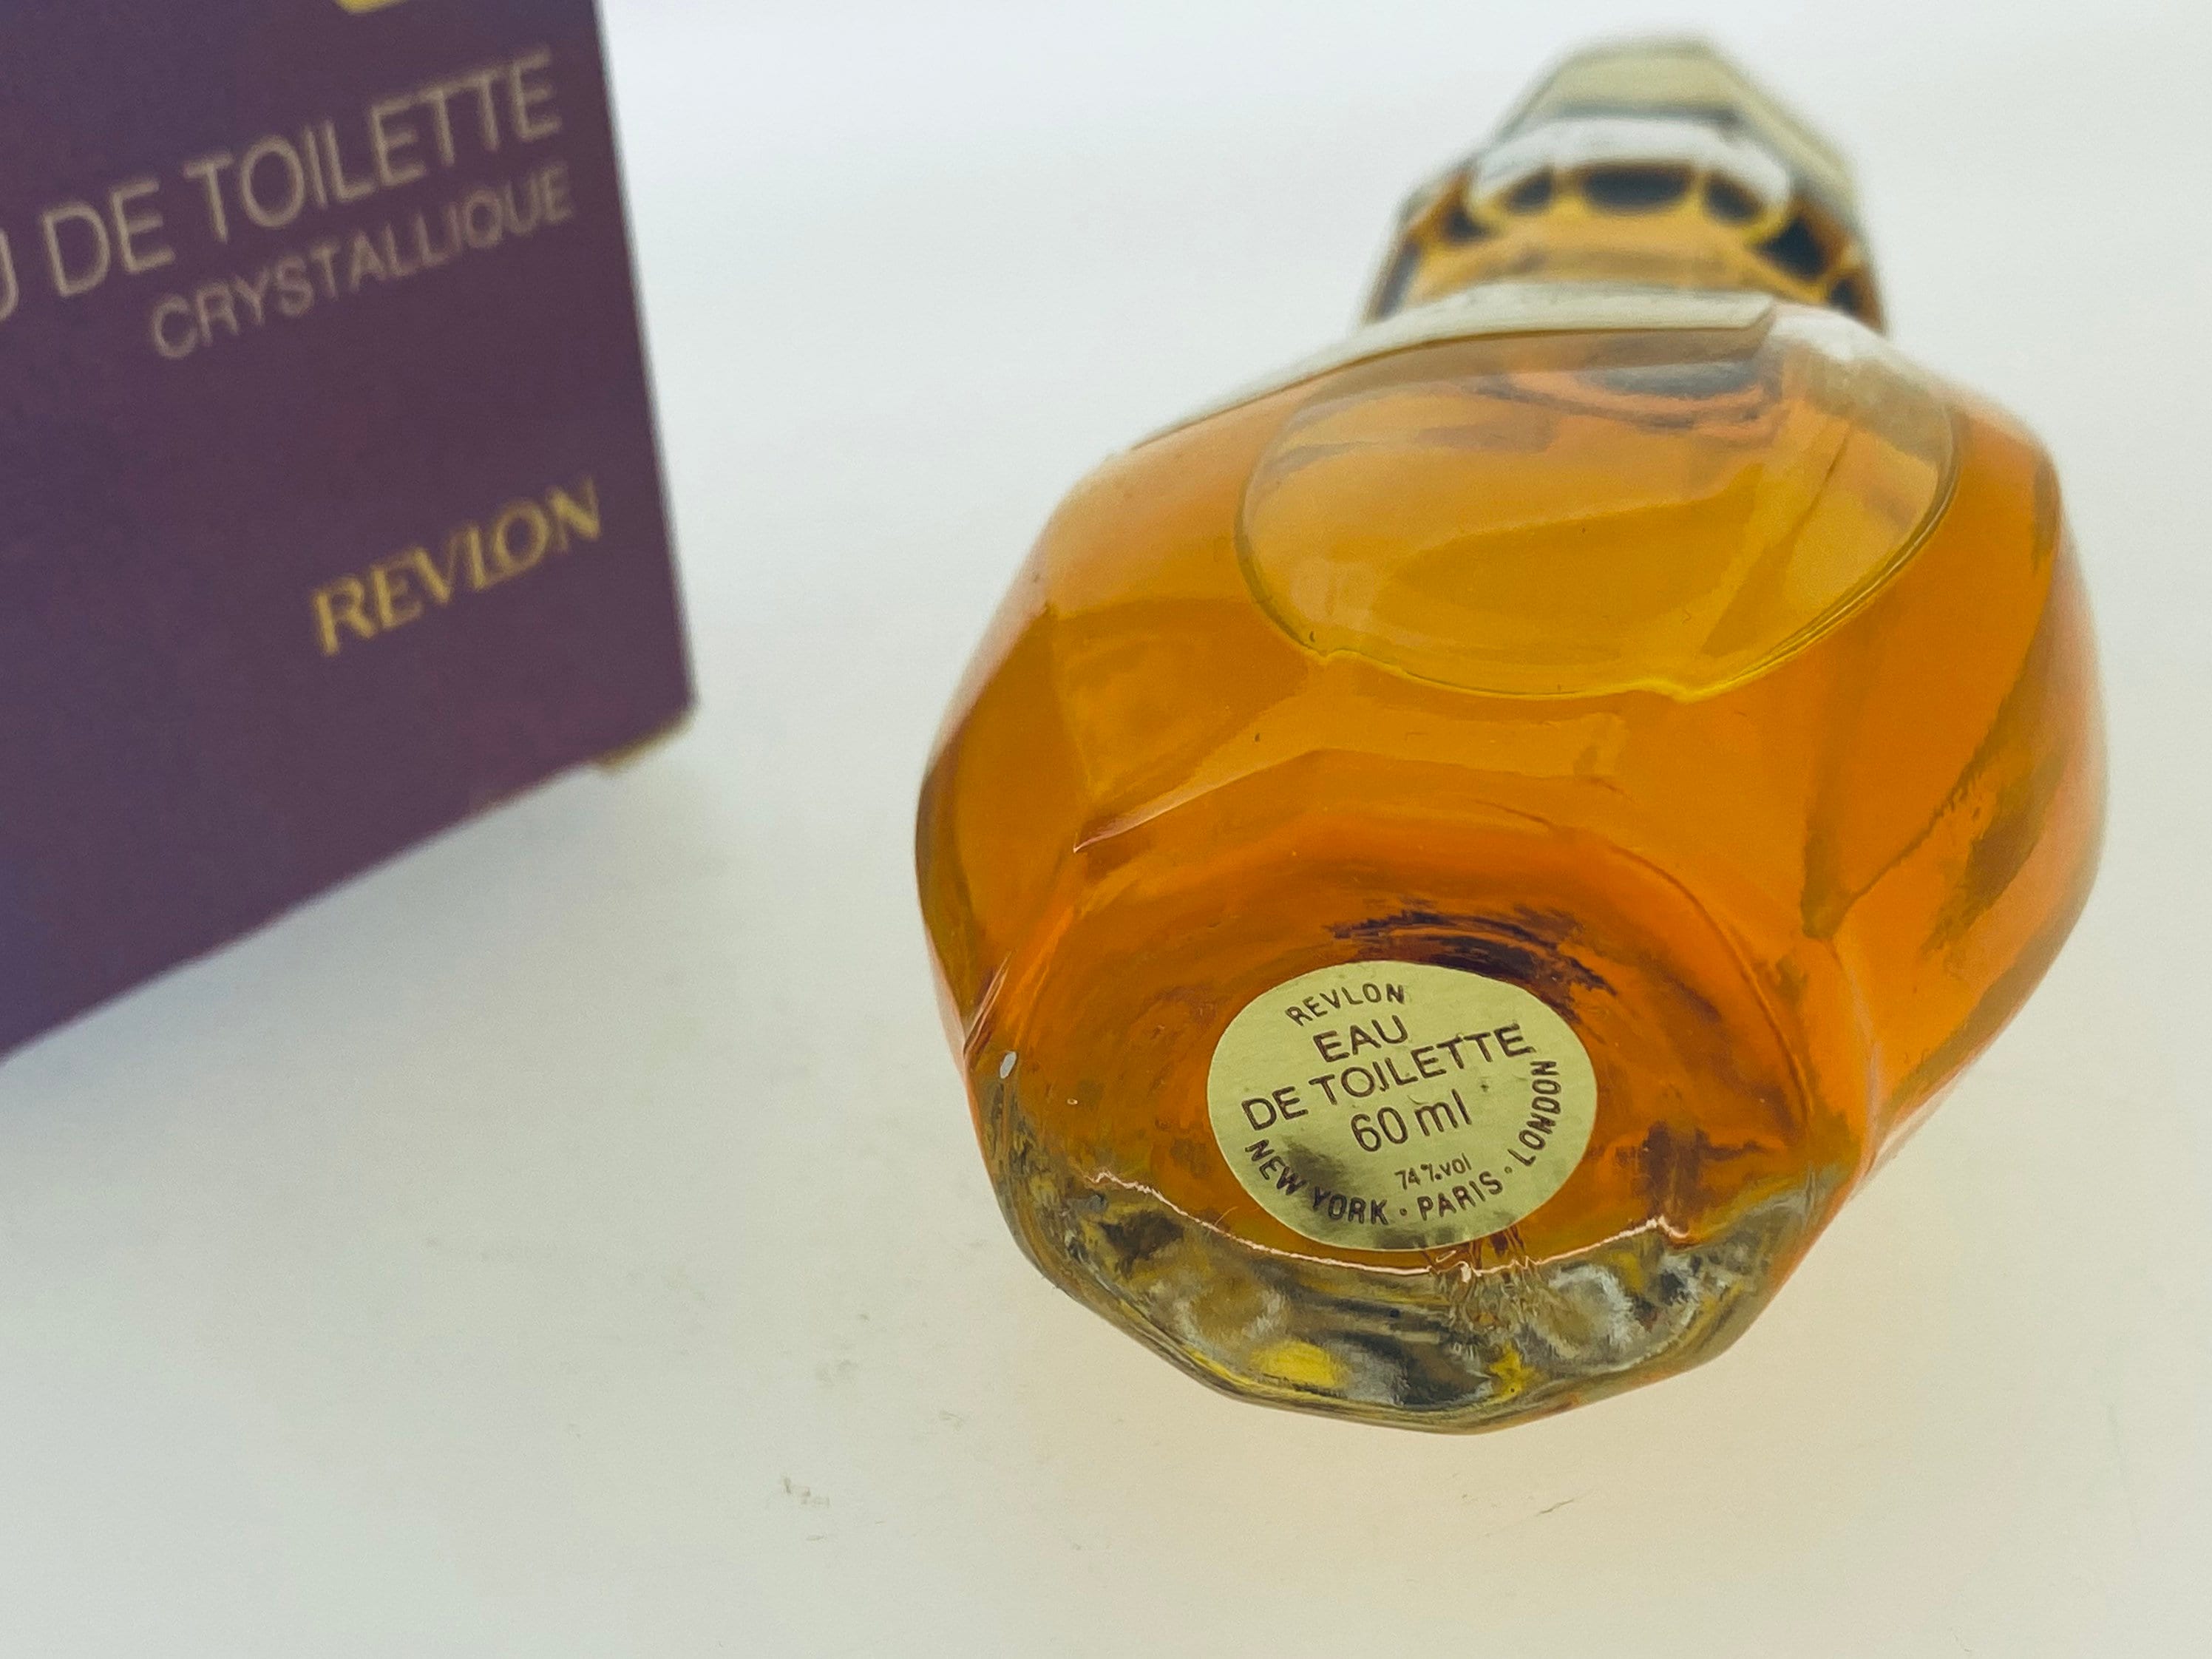 U DE TOILETTE
CRYSTALLIQUE
REVLON
REVLON
EAU
DE TOILETTE
60 ml
74 % vol
NEW YORK · PARIS · LONDON